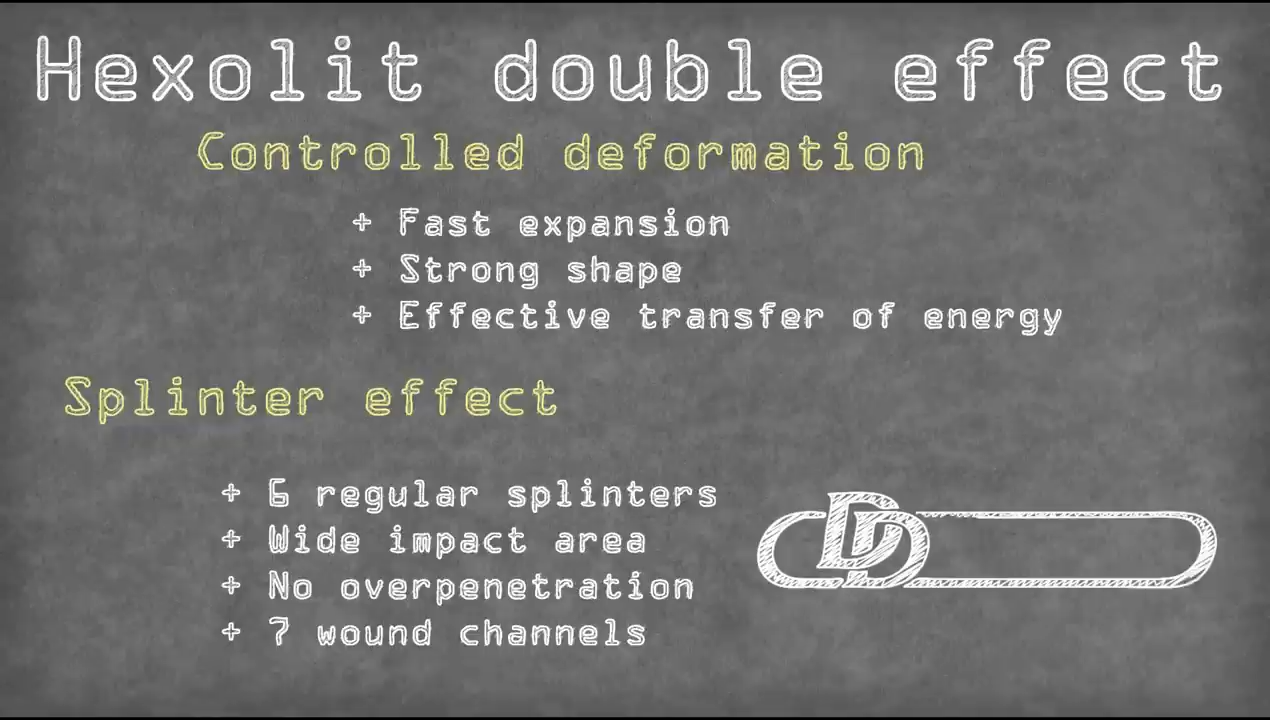 Hexolit double effect
Controlled deformation
+ Fast expansion
+ Strong shape
+ Effective transfer of energy
Splinter effect
+ 6 regular splinters
+ Wide impact area
+ No overpenetration
+ 7 wound channels
DD